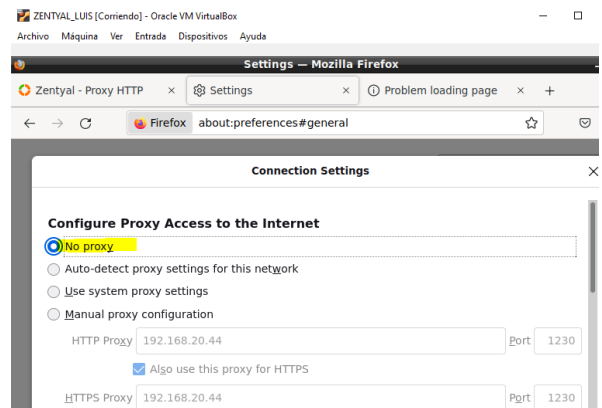 ZENTYAL_LUIS [Corriendo] - Oracle VM VirtualBox
Archivo Máquina Ver Entrada Dispositivos Ayuda
Settings — Mozilla Firefox
Zentyal - Proxy HTTP Settings Problem loading page
Firefox about:preferences#general
Connection Settings
Configure Proxy Access to the Internet
No proxy
Auto-detect proxy settings for this network
Use system proxy settings
Manual proxy configuration
HTTP Proxy 192.168.20.44 Port 1230
Also use this proxy for HTTPS
HTTPS Proxy 192.168.20.44 Port 1230